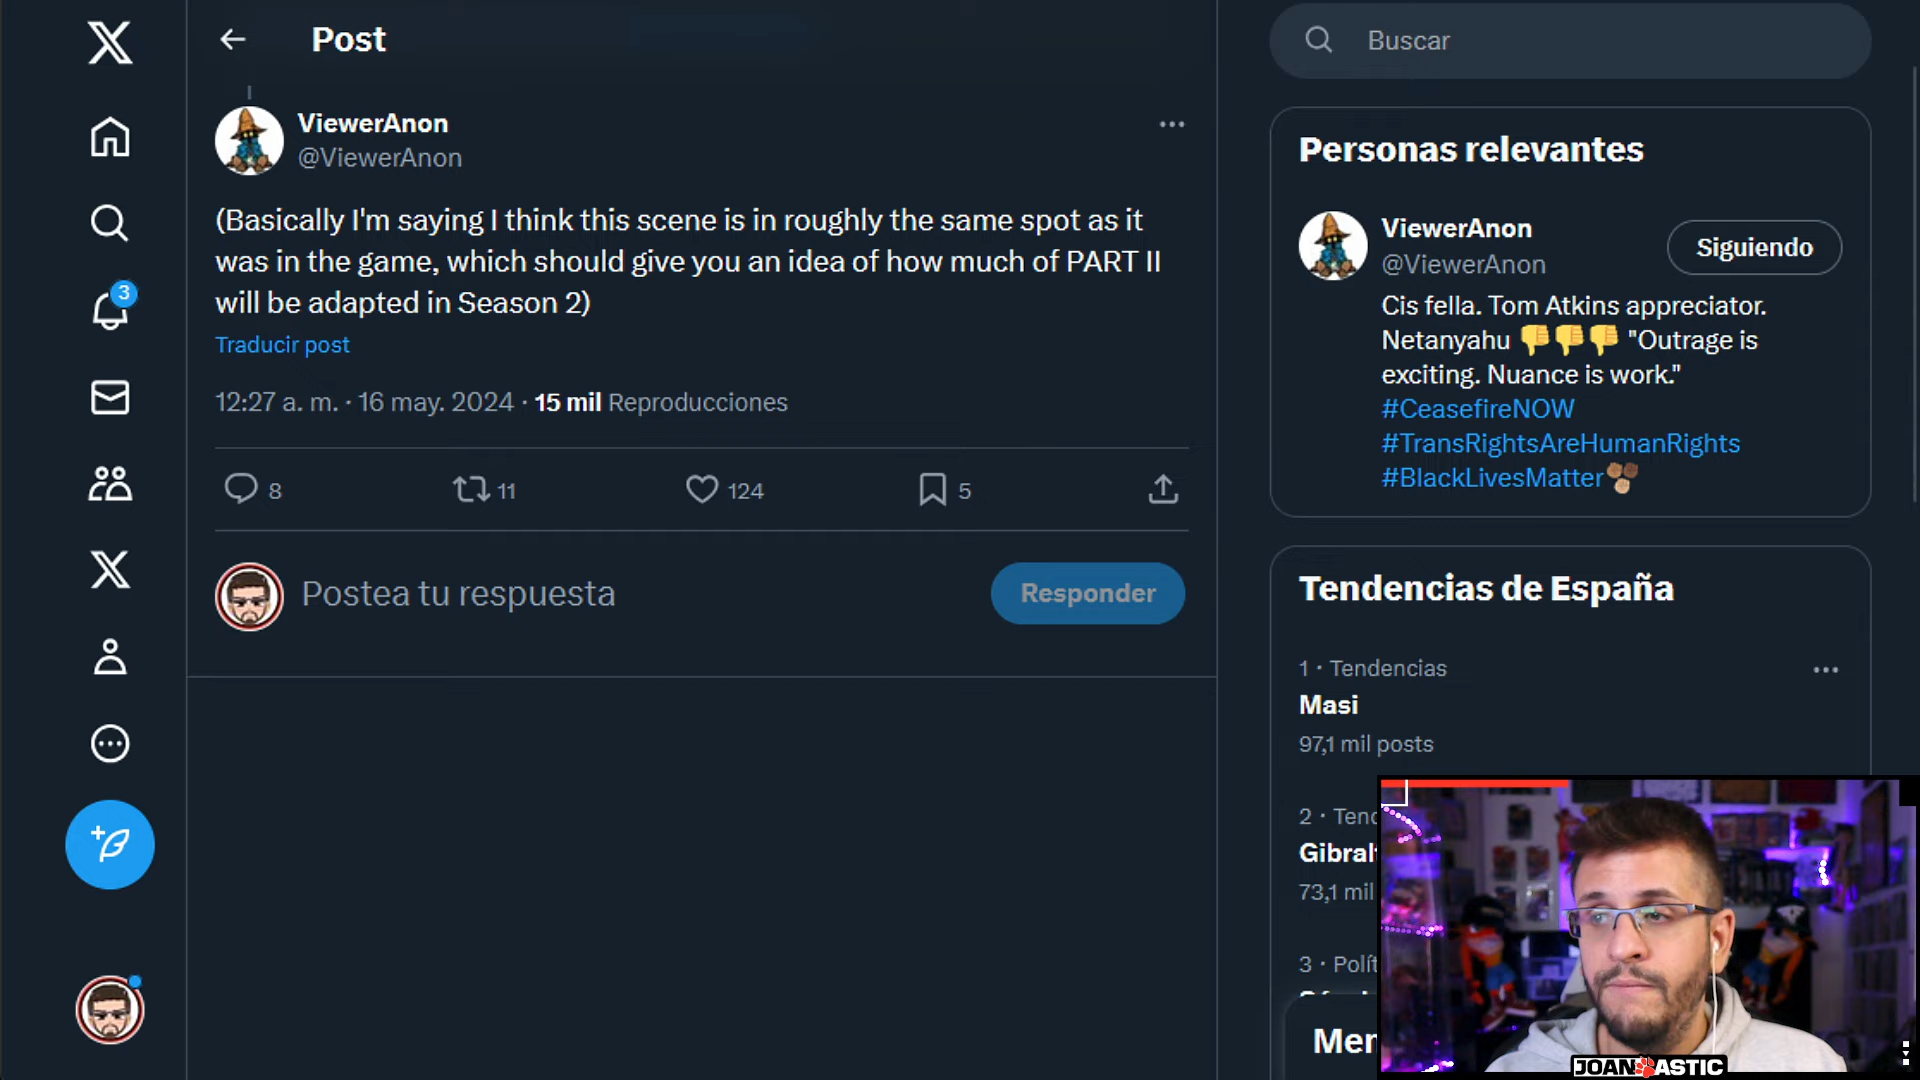 Post
Buscar
ViewerAnon
@ViewerAnon
(Basically I'm saying I think this scene is in roughly the same spot as it
was in the game, which should give you an idea of how much of PART II
will be adapted in Season 2)
Traducir post
12:27 a. m. · 16 may. 2024 · 15 mil Reproducciones
8
11
124
5
Postea tu respuesta
Responder
3
Personas relevantes
ViewerAnon
@ViewerAnon
Siguiendo
Cis fella. Tom Atkins appreciator.
Netanyahu 👎👎👎 "Outrage is
exciting. Nuance is work."
#CeasefireNOW
#TransRightsAreHumanRights
#BlackLivesMatter
Tendencias de España
1 · Tendencias
Masi
97,1 mil posts
2 · Tend
Gibral
73,1 mil
3 · Polít
Men
JOANTASTIC